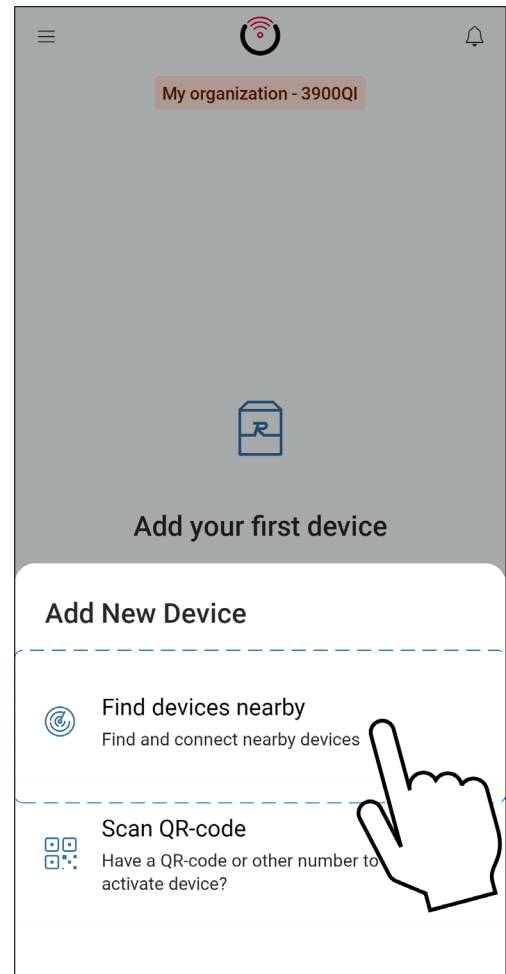 My organization - 3900QI
R
Add your first device
Add New Device
Find devices nearby
Find and connect nearby devices
Scan QR-code
Have a QR-code or other number to
activate device?